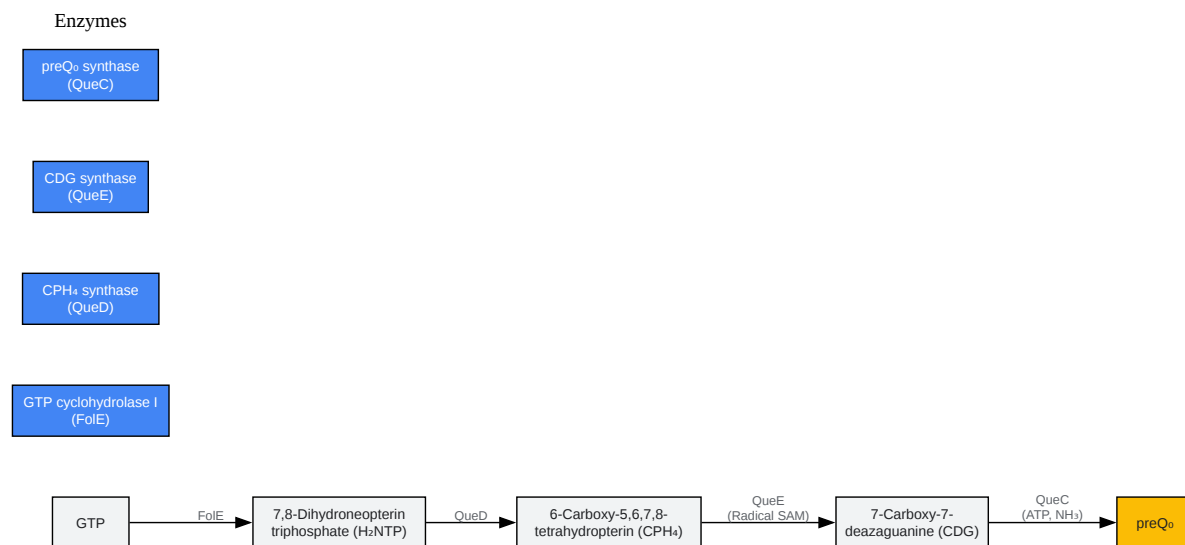 Enzymes
preQ₀ synthase
(QueC)
CDG synthase
(QueE)
CPH₄ synthase
(QueD)
GTP cyclohydrolase I
(FolE)
GTP
FolE
7,8-Dihydroneopterin
triphosphate (H₂NTP)
QueD
6-Carboxy-5,6,7,8-
tetrahydropterin (CPH₄)
QueE
(Radical SAM)
7-Carboxy-7-
deazaguanine (CDG)
QueC
(ATP, NH₃)
preQ₀